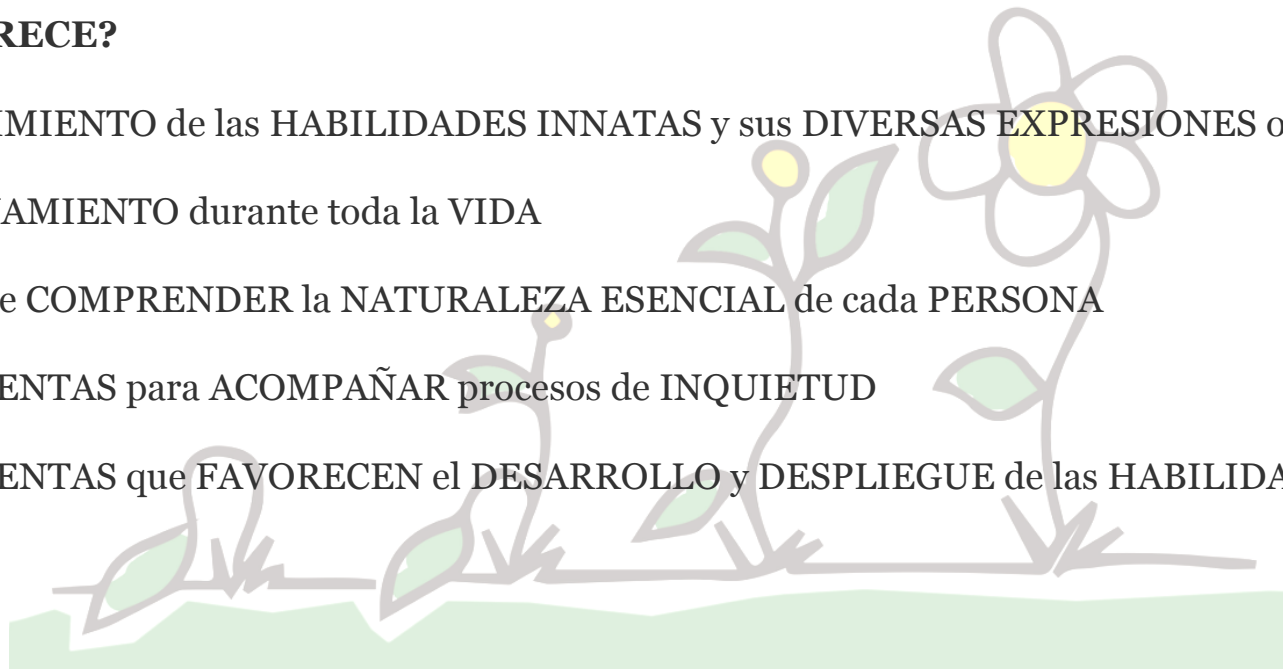 RECE?
IMIENTO de las HABILIDADES INNATAS y sus DIVERSAS EXPRESIONES o
NAMIENTO durante toda la VIDA
e COMPRENDER la NATURALEZA ESENCIAL de cada PERSONA
ENTAS para ACOMPAÑAR procesos de INQUIETUD
ENTAS que FAVORECEN el DESARROLLO y DESPLIEGUE de las HABILIDA